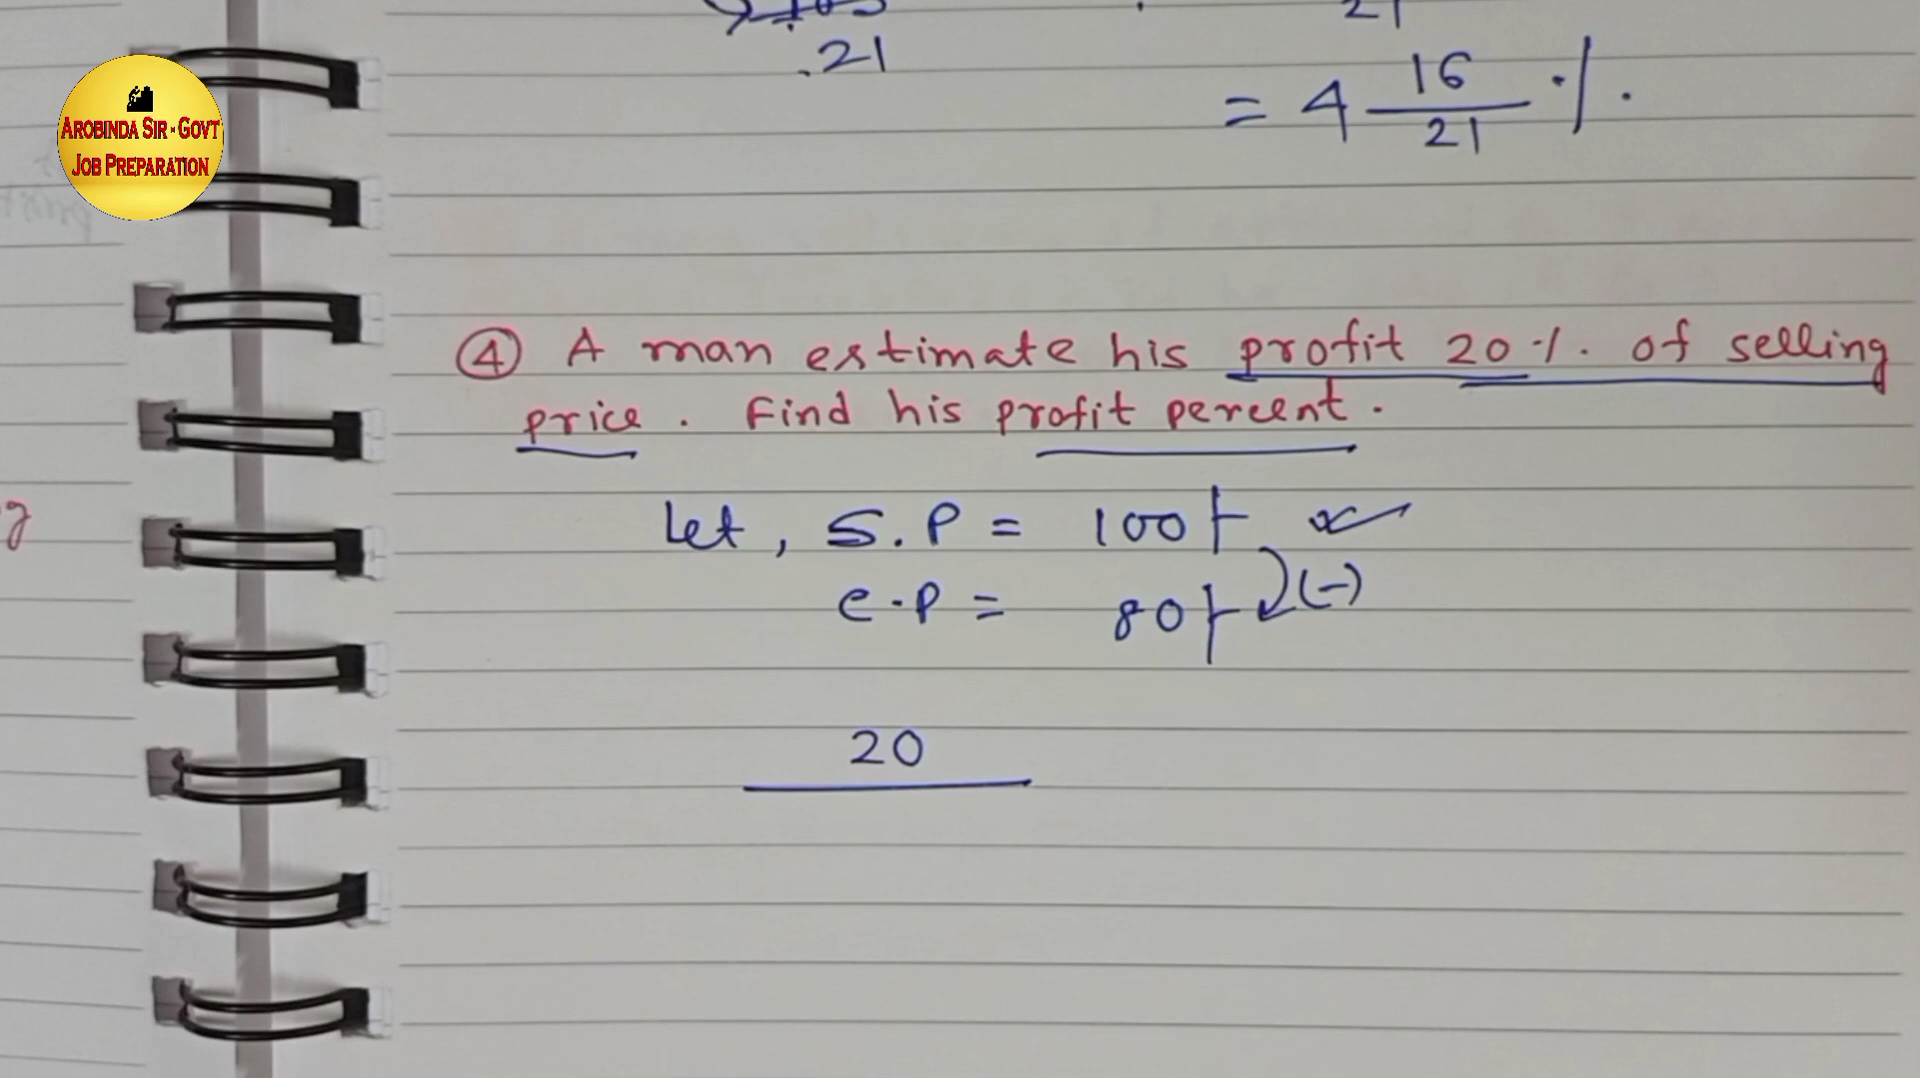 .21
21
= 4 16/21 %.
AROBINDA SIR - GOVT
JOB PREPARATION
④ A man estimate his profit 20%. of selling
price. Find his profit percent.
Let, S.P = 100/-
(-)
C.P = 80/-
20